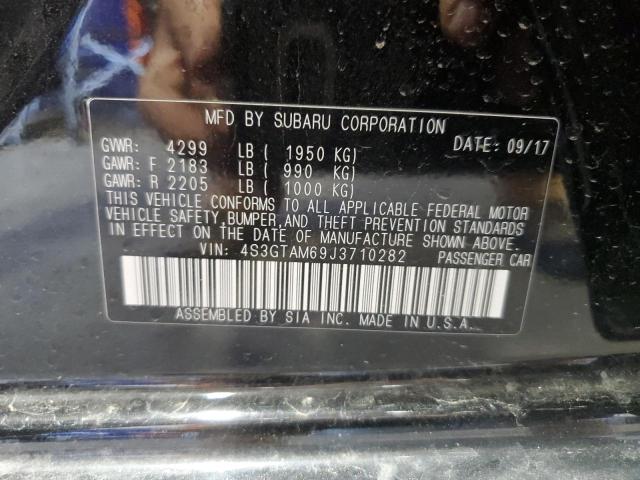 MFD BY SUBARU CORPORATION
GVWR: 4299 LB ( 1950 KG) DATE: 09/17
GAWR: F 2183 LB ( 990 KG)
GAWR: R 2205 LB ( 1000 KG)
THIS VEHICLE CONFORMS TO ALL APPLICABLE FEDERAL MOTOR
VEHICLE SAFETY, BUMPER, AND THEFT PREVENTION STANDARDS
IN EFFECT ON THE DATE OF MANUFACTURE SHOWN ABOVE.
VIN: 4S3GTAM69J3710282 PASSENGER CAR
ASSEMBLED BY SIA INC. MADE IN U.S.A.